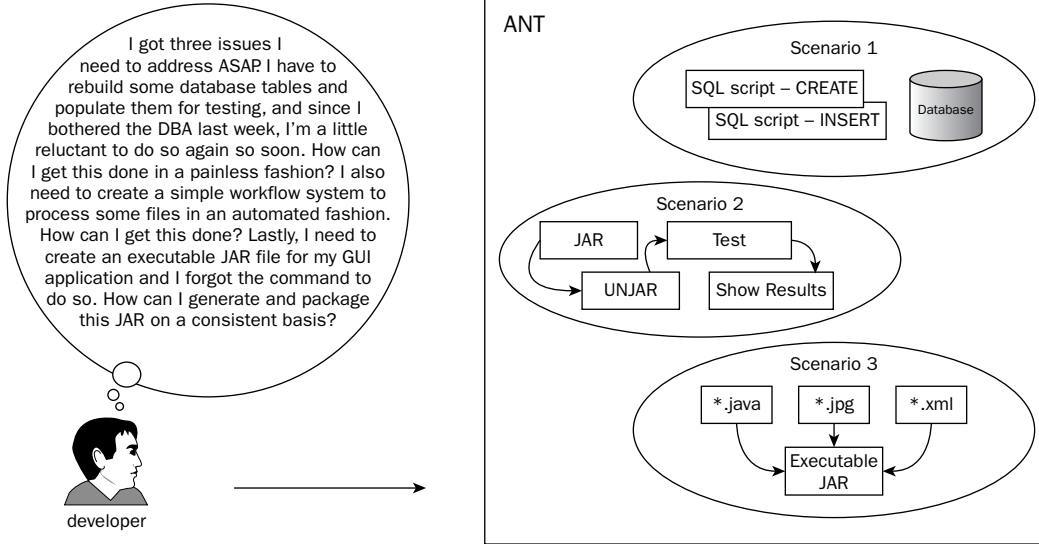 I got three issues I
need to address ASAP. I have to
rebuild some database tables and
populate them for testing, and since I
bothered the DBA last week, I'm a little
reluctant to do so again so soon. How can
I get this done in a painless fashion? I also
need to create a simple workflow system to
process some files in an automated fashion.
How can I get this done? Lastly, I need to
create an executable JAR file for my GUI
application and I forgot the command to
do so. How can I generate and package
this JAR on a consistent basis?
developer
ANT
Scenario 1
SQL script – CREATE
SQL script – INSERT
Database
Scenario 2
JAR
Test
UNJAR
Show Results
Scenario 3
*.java
*.jpg
*.xml
Executable
JAR